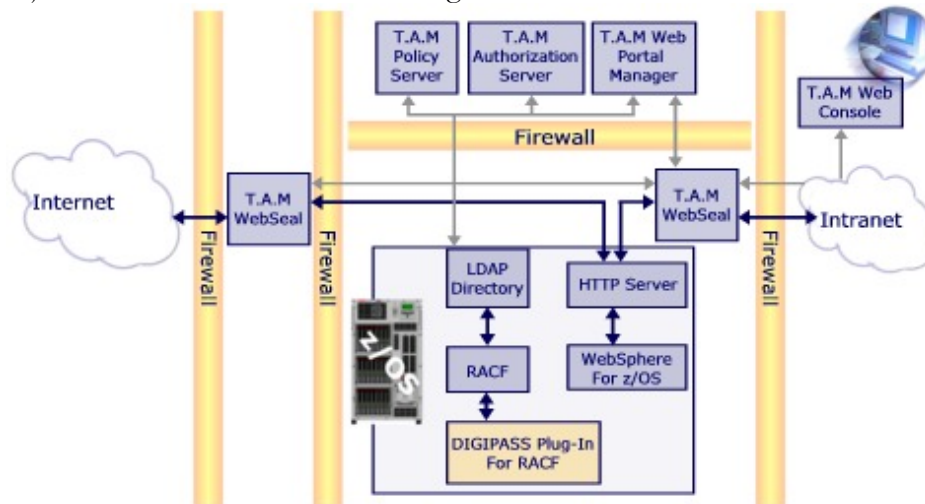 T.A.M
Policy
Server
T.A.M
Authorization
Server
T.A.M Web
Portal
Manager
T.A.M Web
Console
Firewall
Internet
T.A.M
WebSeal
T.A.M
WebSeal
Intranet
Firewall
Firewall
Firewall
LDAP
Directory
HTTP Server
z/OS
RACF
WebSphere
For z/OS
DIGIPASS Plug-In
For RACF